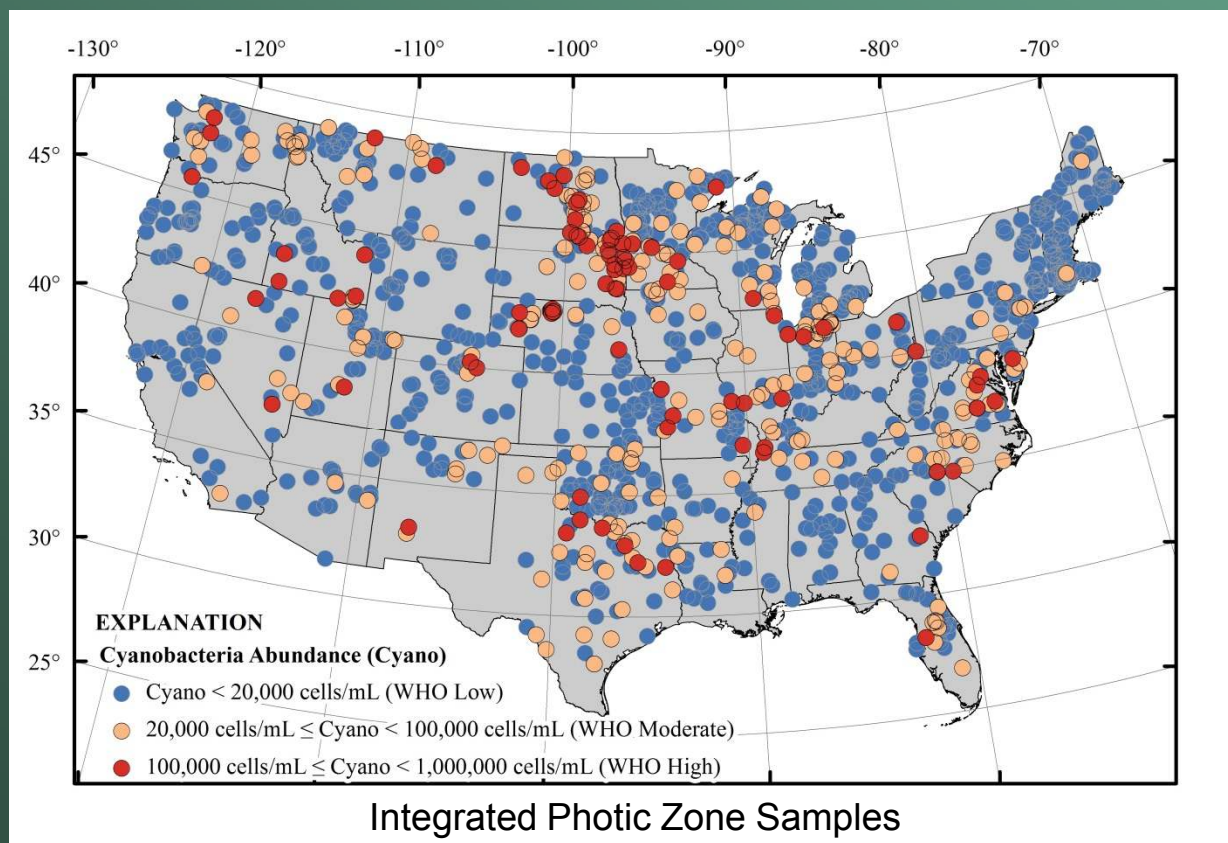 -130° -120° -110° -100° -90° -80° -70°
45°
40°
35°
30°
25°
EXPLANATION
Cyanobacteria Abundance (Cyano)
Cyano < 20,000 cells/mL (WHO Low)
20,000 cells/mL ≤ Cyano < 100,000 cells/mL (WHO Moderate)
100,000 cells/mL ≤ Cyano < 1,000,000 cells/mL (WHO High)
Integrated Photic Zone Samples